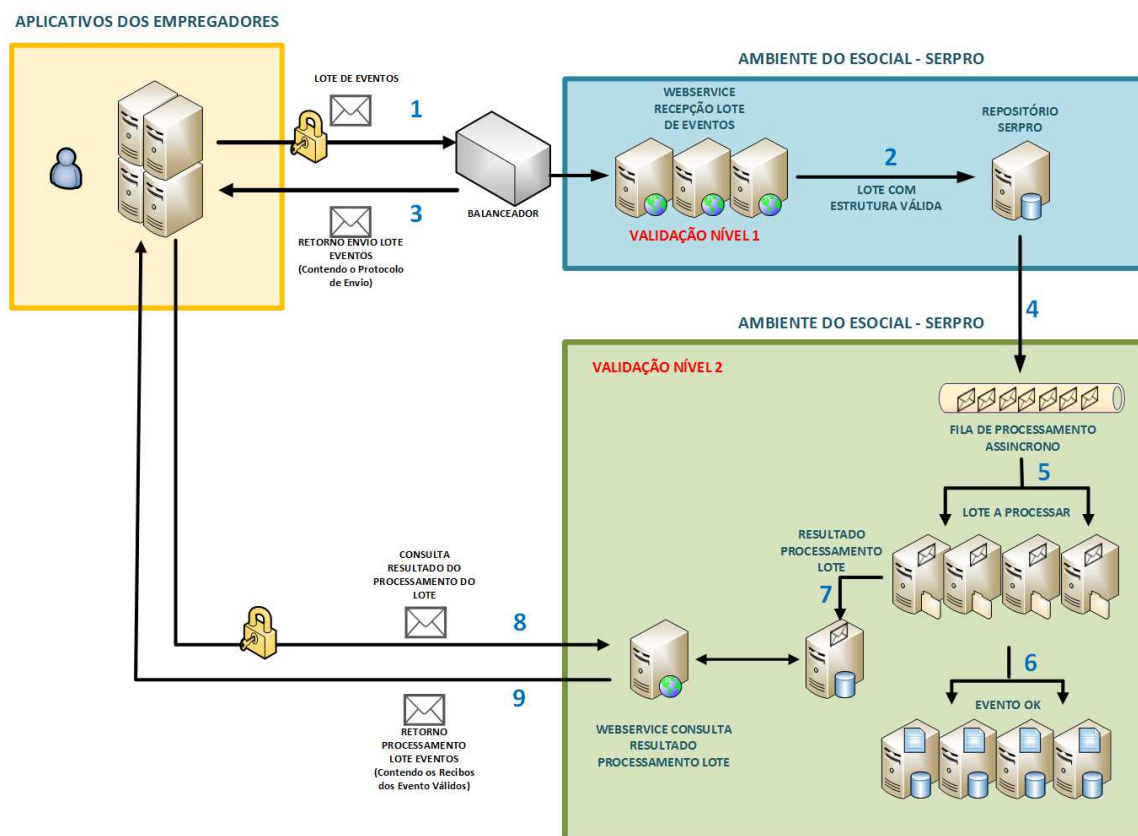 APLICATIVOS DOS EMPREGADORES
LOTE DE EVENTOS
1
BALANCEADOR
3
RETORNO ENVIO LOTE
EVENTOS
(Contendo o Protocolo
de Envio)
AMBIENTE DO ESOCIAL - SERPRO
WEBSERVICE
RECEPÇÃO LOTE
DE EVENTOS
VALIDAÇÃO NÍVEL 1
2
LOTE COM
ESTRUTURA VÁLIDA
REPOSITÓRIO
SERPRO
4
AMBIENTE DO ESOCIAL - SERPRO
VALIDAÇÃO NÍVEL 2
FILA DE PROCESSAMENTO
ASSINCRONO
5
LOTE A PROCESSAR
RESULTADO
PROCESSAMENTO
LOTE
7
6
EVENTO OK
CONSULTA
RESULTADO DO
PROCESSAMENTO DO
LOTE
8
9
RETORNO
PROCESSAMENTO
LOTE EVENTOS
(Contendo os Recibos
dos Evento Válidos)
WEBSERVICE CONSULTA
RESULTADO
PROCESSAMENTO LOTE